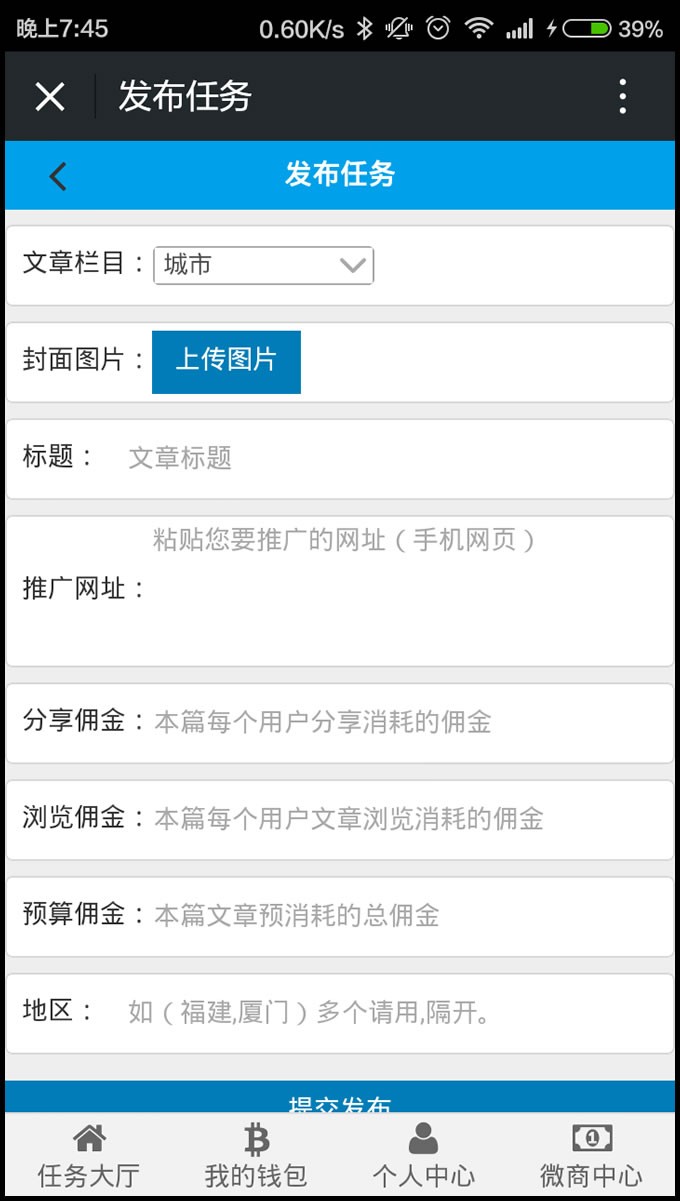 晚上7:45 0.60K/s 39%
发布任务
发布任务
文章栏目：城市
封面图片：上传图片
标题： 文章标题
粘贴您要推广的网址（手机网页）
推广网址：
分享佣金：本篇每个用户分享消耗的佣金
浏览佣金：本篇每个用户文章浏览消耗的佣金
预算佣金：本篇文章预消耗的总佣金
地区： 如（福建,厦门）多个请用,隔开。
提交发布
任务大厅 我的钱包 个人中心 微商中心